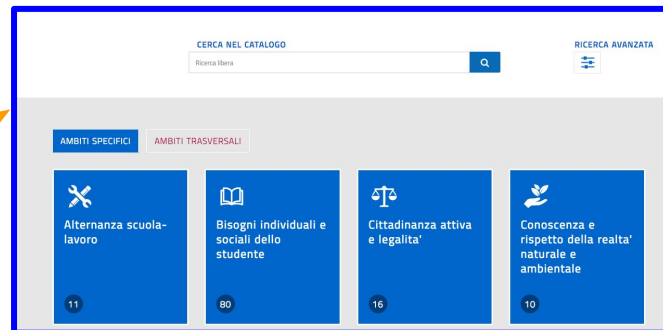 CERCA NEL CATALOGO
RICERCA AVANZATA
Ricerca libera
AMBITI SPECIFICI
AMBITI TRASVERSALI
Alternanza scuola-
lavoro
11
Bisogni individuali e
sociali dello
studente
80
Cittadinanza attiva
e legalita'
16
Conoscenza e
rispetto della realta'
naturale e
ambientale
10